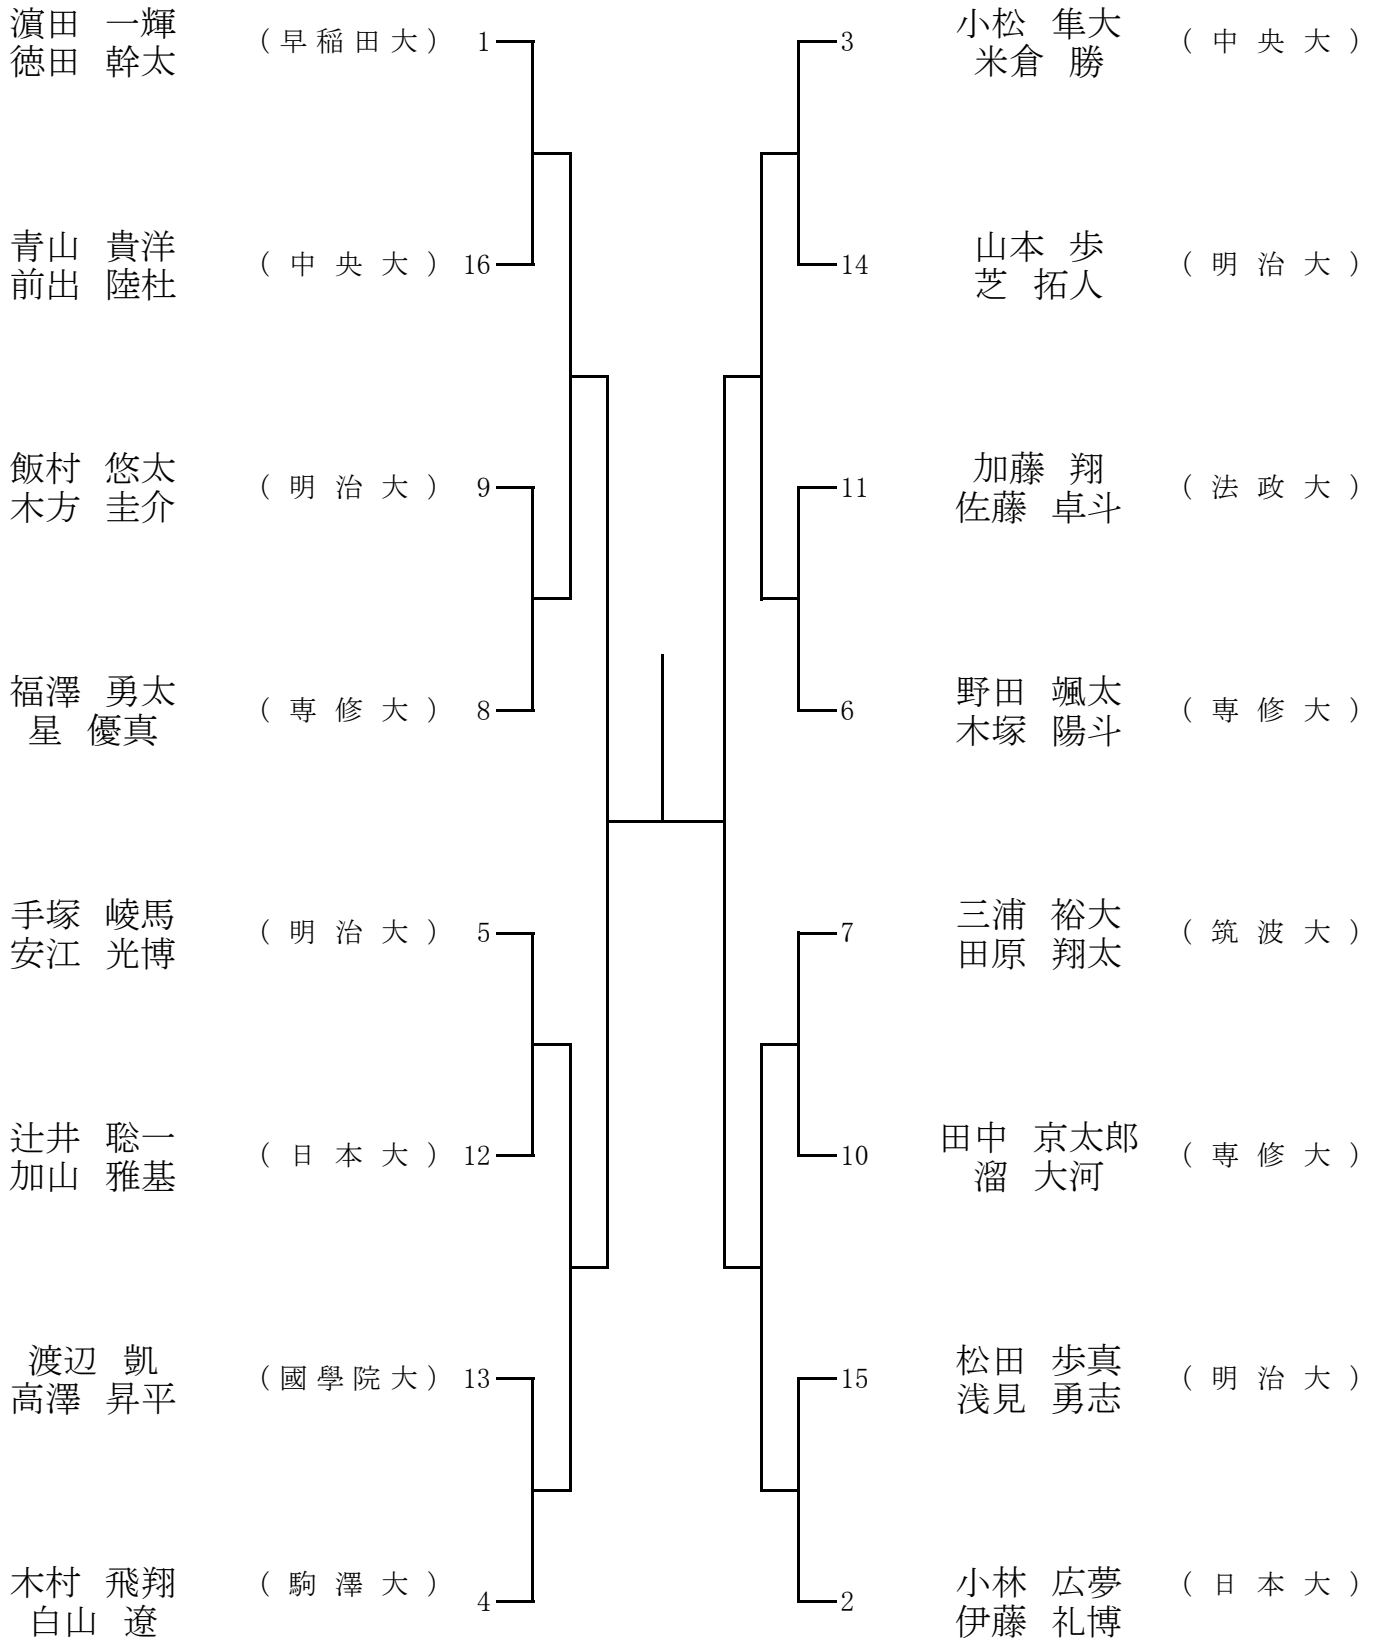 濵田 一輝
徳田 幹太
(早稲田大) 1
青山 貴洋
前出 陸杜
(中央大) 16
飯村 悠太
木方 圭介
(明治大) 9
福澤 勇太
星 優真
(専修大) 8
手塚 崚馬
安江 光博
(明治大) 5
辻井 聡一
加山 雅基
(日本大) 12
渡辺 凱
高澤 昇平
(國學院大) 13
木村 飛翔
白山 遼
(駒澤大) 4
3 小松 隼大
米倉 勝
(中央大)
14 山本 歩
芝 拓人
(明治大)
11 加藤 翔
佐藤 卓斗
(法政大)
6 野田 颯太
木塚 陽斗
(専修大)
7 三浦 裕大
田原 翔太
(筑波大)
10 田中 京太郎
溜 大河
(専修大)
15 松田 歩真
浅見 勇志
(明治大)
2 小林 広夢
伊藤 礼博
(日本大)